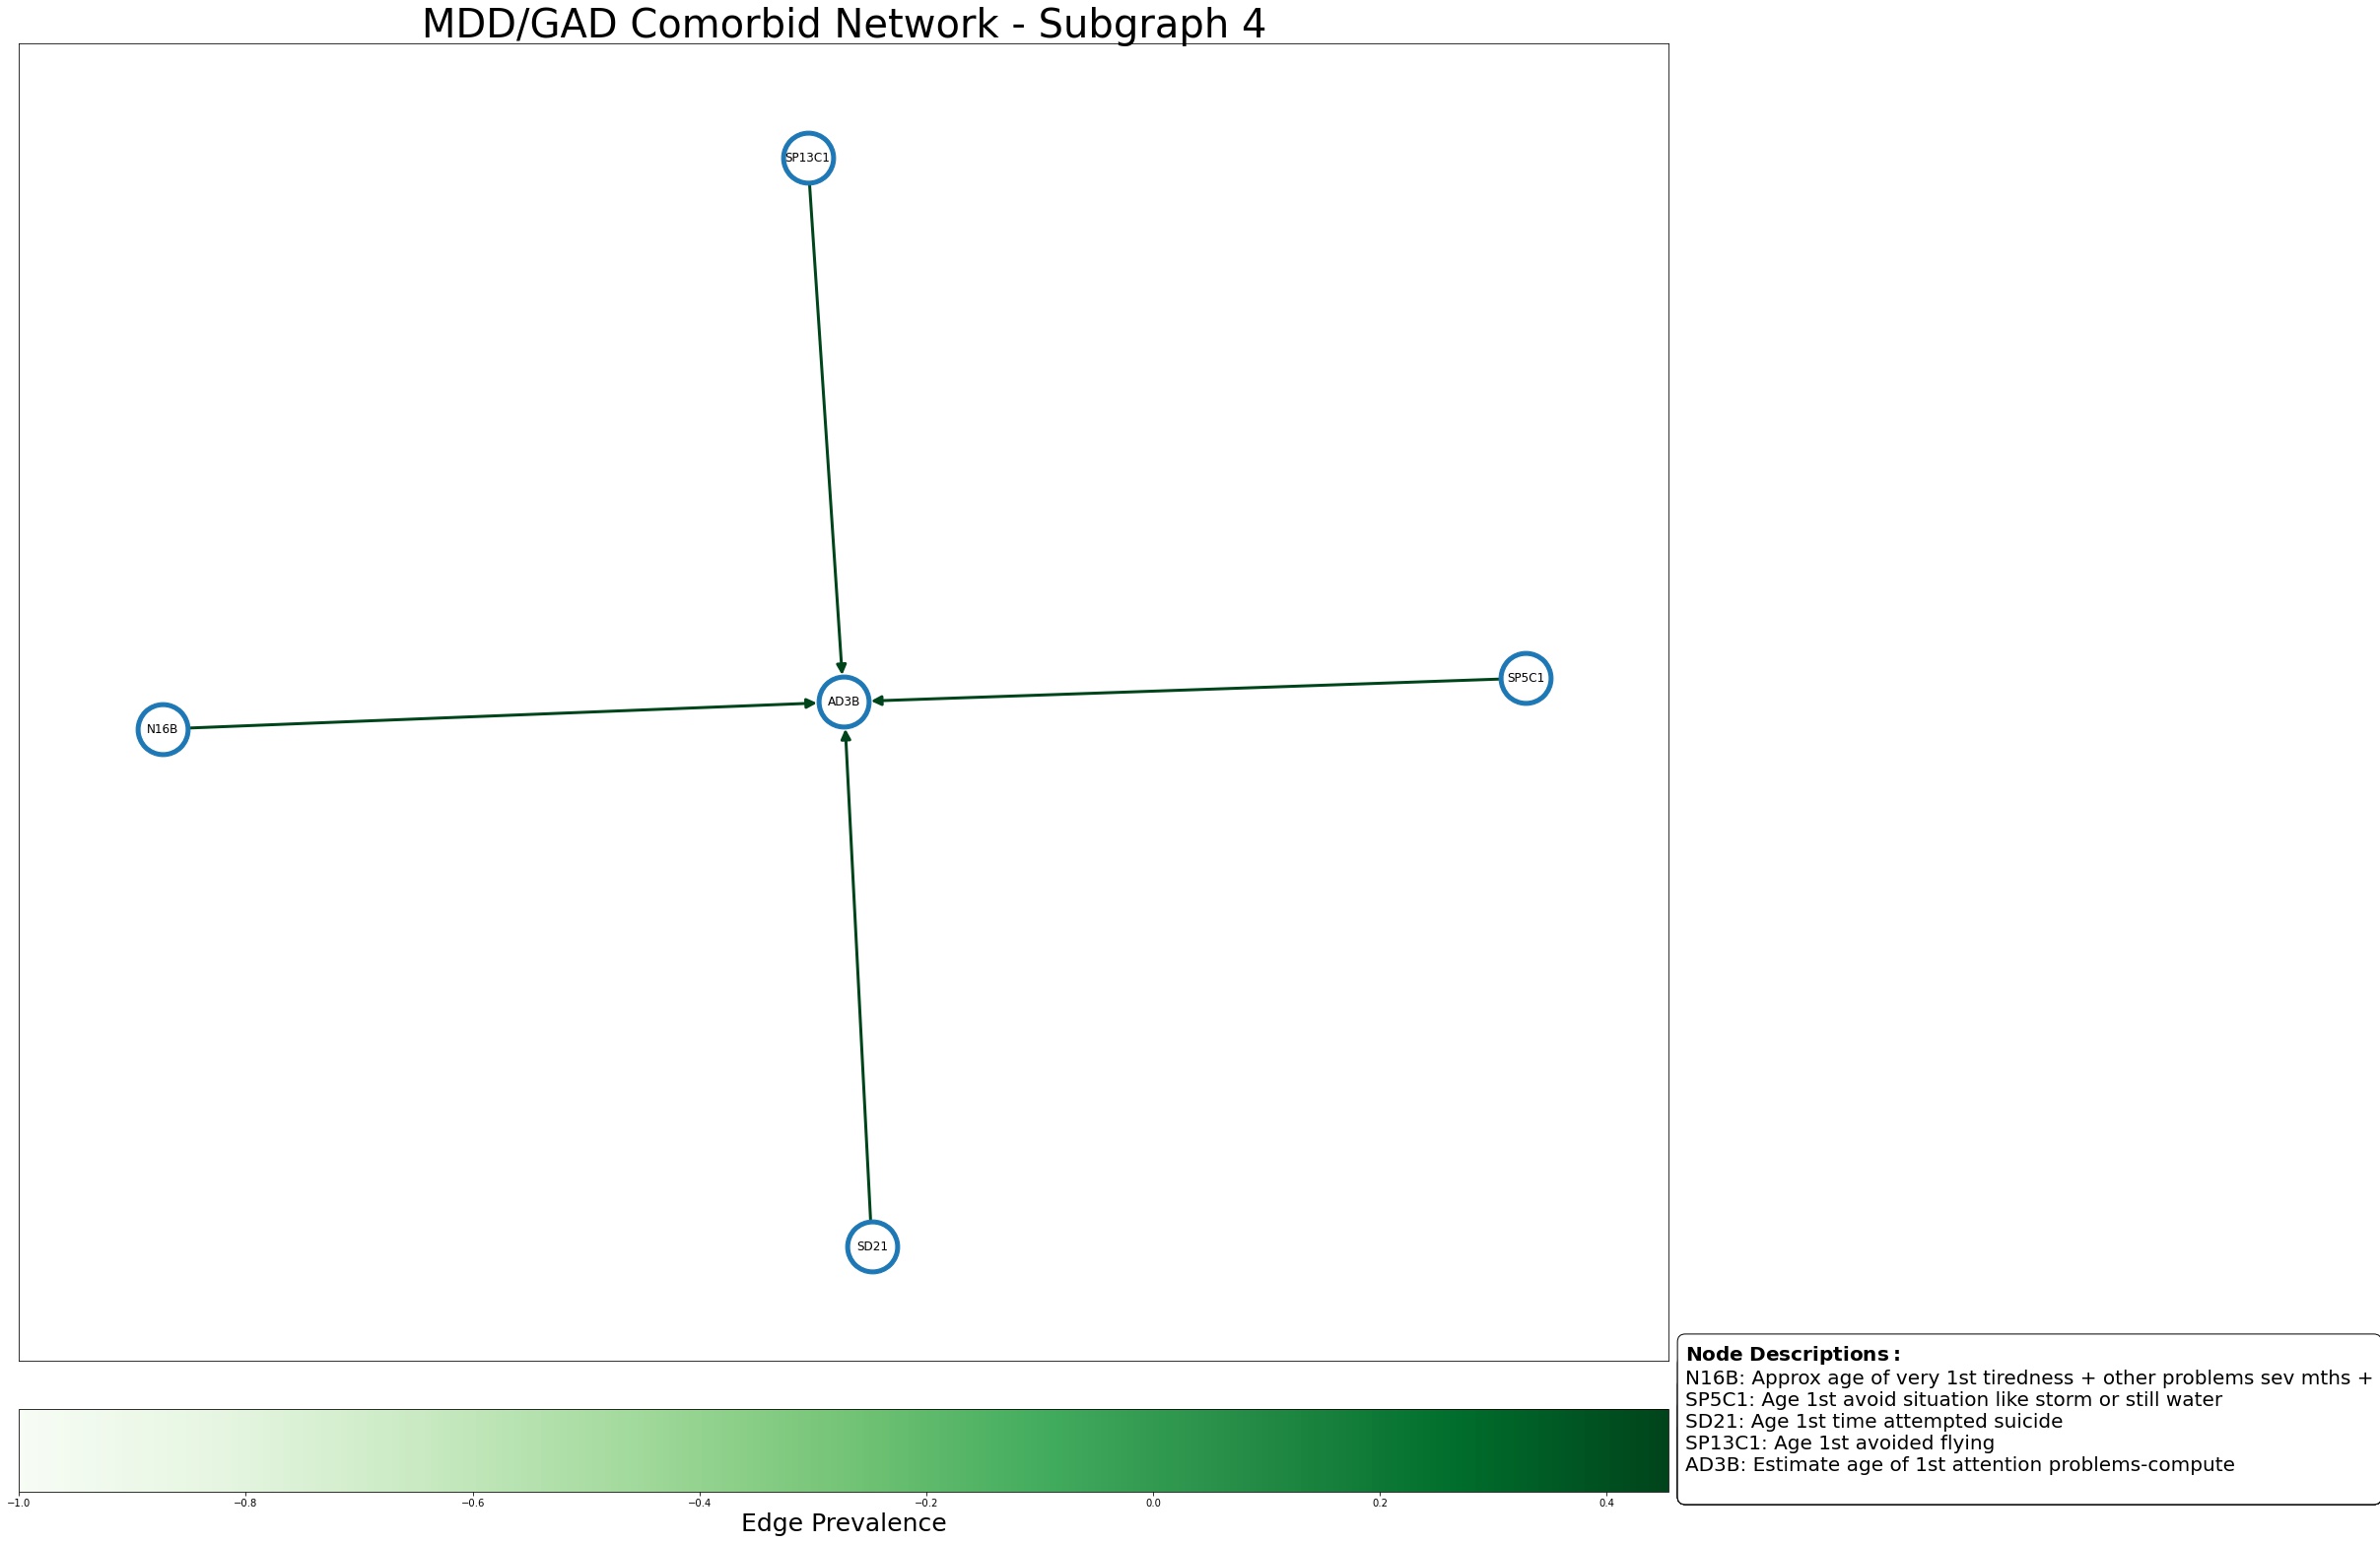 MDD/GAD Comorbid Network - Subgraph 4
SP13C1
SP5C1
AD3B
N16B
SD21
Node Descriptions:
N16B: Approx age of very 1st tiredness + other problems sev mths +
SP5C1: Age 1st avoid situation like storm or still water
SD21: Age 1st time attempted suicide
SP13C1: Age 1st avoided flying
AD3B: Estimate age of 1st attention problems-compute
−1.0 −0.8 −0.6 −0.4 −0.2 0.0 0.2 0.4
Edge Prevalence